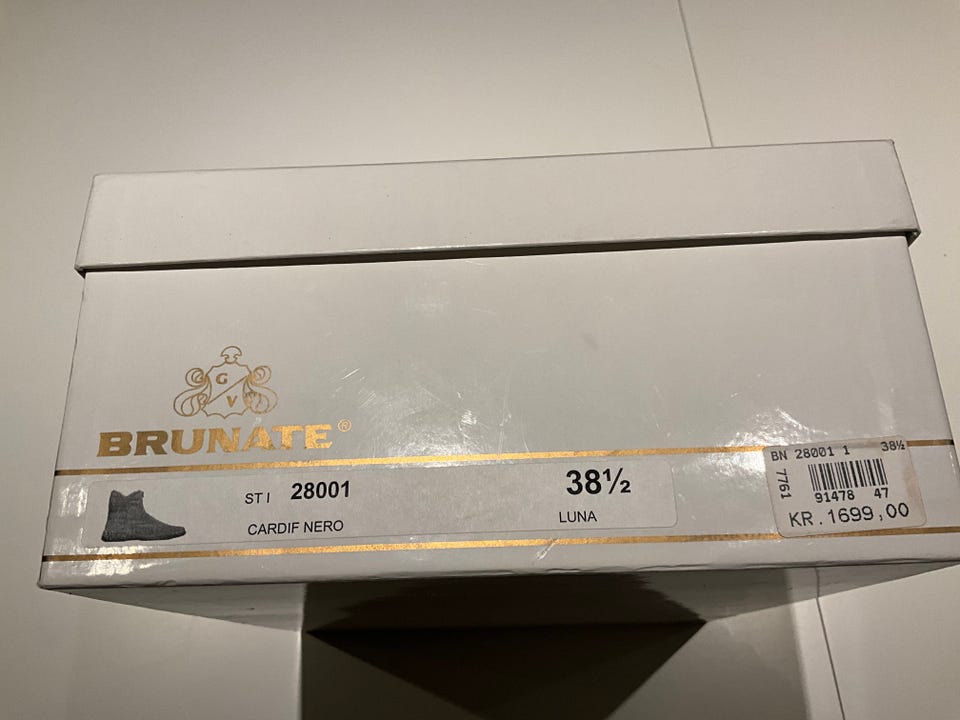 G
V
BRUNATE®
ST I 28001 38½
CARDIF NERO LUNA
BN 28001 1 38½
7761
91478 47
KR.1699,00